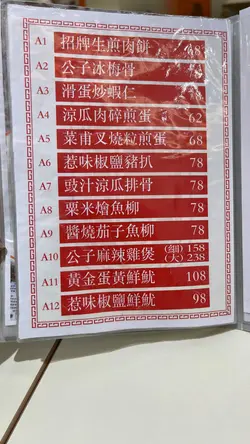 A1 招牌生煎肉餅 68
A2 公子冰梅骨
A3 滑蛋炒蝦仁
A4 涼瓜肉碎煎蛋 62
A5 菜甫叉燒粒煎蛋 68
A6 惹味椒鹽豬扒 78
A7 豉汁涼瓜排骨 78
A8 粟米燴魚柳 78
A9 醬燒茄子魚柳 78
A10 公子麻辣雞煲 (細) 158 (大) 238
A11 黃金蛋黃鮮魷 108
A12 惹味椒鹽鮮魷 98